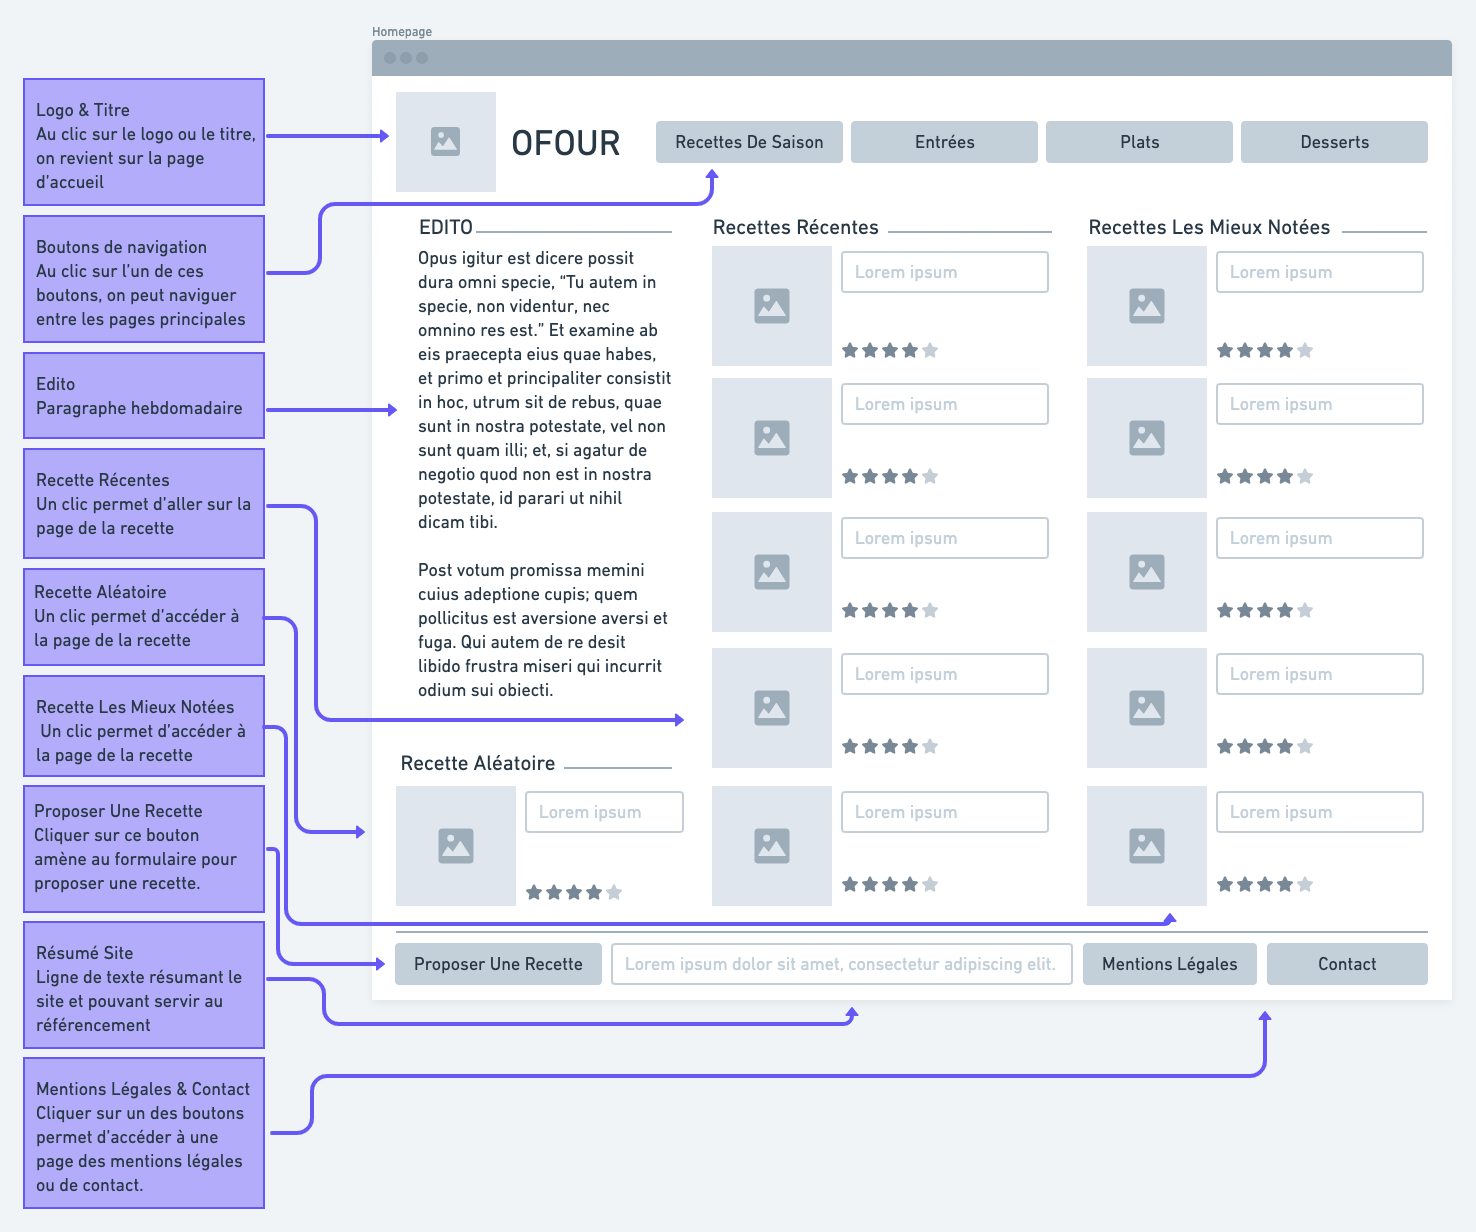 Homepage
Logo & Titre
Au clic sur le logo ou le titre,
on revient sur la page
d'accueil
Boutons de navigation
Au clic sur l'un de ces
boutons, on peut naviguer
entre les pages principales
Edito
Paragraphe hebdomadaire
Recette Récentes
Un clic permet d'aller sur la
page de la recette
Recette Aléatoire
Un clic permet d'accéder à
la page de la recette
Recette Les Mieux Notées
Un clic permet d'accéder à
la page de la recette
Proposer Une Recette
Cliquer sur ce bouton
amène au formulaire pour
proposer une recette.
Résumé Site
Ligne de texte résumant le
site et pouvant servir au
référencement
Mentions Légales & Contact
Cliquer sur un des boutons
permet d'accéder à une
page des mentions légales
ou de contact.
OFOUR
Recettes De Saison
Entrées
Plats
Desserts
EDITO
Opus igitur est dicere possit
dura omni specie, “Tu autem in
specie, non videntur, nec
omnino res est.” Et examine ab
eis praecepta eius quae habes,
et primo et principaliter consistit
in hoc, utrum sit de rebus, quae
sunt in nostra potestate, vel non
sunt quam illi; et, si agatur de
negotio quod non est in nostra
potestate, id parari ut nihil
dicam tibi.
Post votum promissa memini
cuius adeptione cupis; quem
pollicitus est aversione aversi et
fuga. Qui autem de re desit
libido frustra miseri qui incurrit
odium sui obiecti.
Recette Aléatoire
Lorem ipsum
Recettes Récentes
Lorem ipsum
Lorem ipsum
Lorem ipsum
Lorem ipsum
Lorem ipsum
Recettes Les Mieux Notées
Lorem ipsum
Lorem ipsum
Lorem ipsum
Lorem ipsum
Lorem ipsum
Proposer Une Recette
Lorem ipsum dolor sit amet, consectetur adipiscing elit.
Mentions Légales
Contact